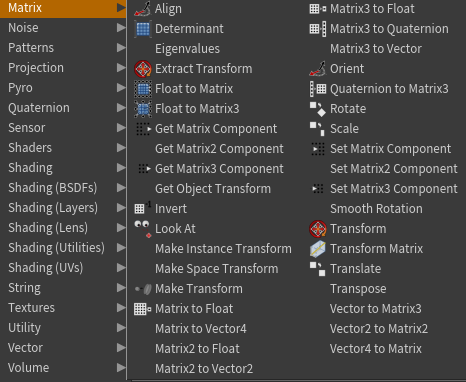 Matrix
Noise
Patterns
Projection
Pyro
Quaternion
Sensor
Shaders
Shading
Shading (BSDFs)
Shading (Layers)
Shading (Lens)
Shading (Utilities)
Shading (UVs)
String
Textures
Utility
Vector
Volume
Align
Determinant
Eigenvalues
Extract Transform
Float to Matrix
Float to Matrix3
Get Matrix Component
Get Matrix2 Component
Get Matrix3 Component
Get Object Transform
Invert
Look At
Make Instance Transform
Make Space Transform
Make Transform
Matrix to Float
Matrix to Vector4
Matrix2 to Float
Matrix2 to Vector2
Matrix3 to Float
Matrix3 to Quaternion
Matrix3 to Vector
Orient
Quaternion to Matrix3
Rotate
Scale
Set Matrix Component
Set Matrix2 Component
Set Matrix3 Component
Smooth Rotation
Transform
Transform Matrix
Translate
Transpose
Vector to Matrix3
Vector2 to Matrix2
Vector4 to Matrix